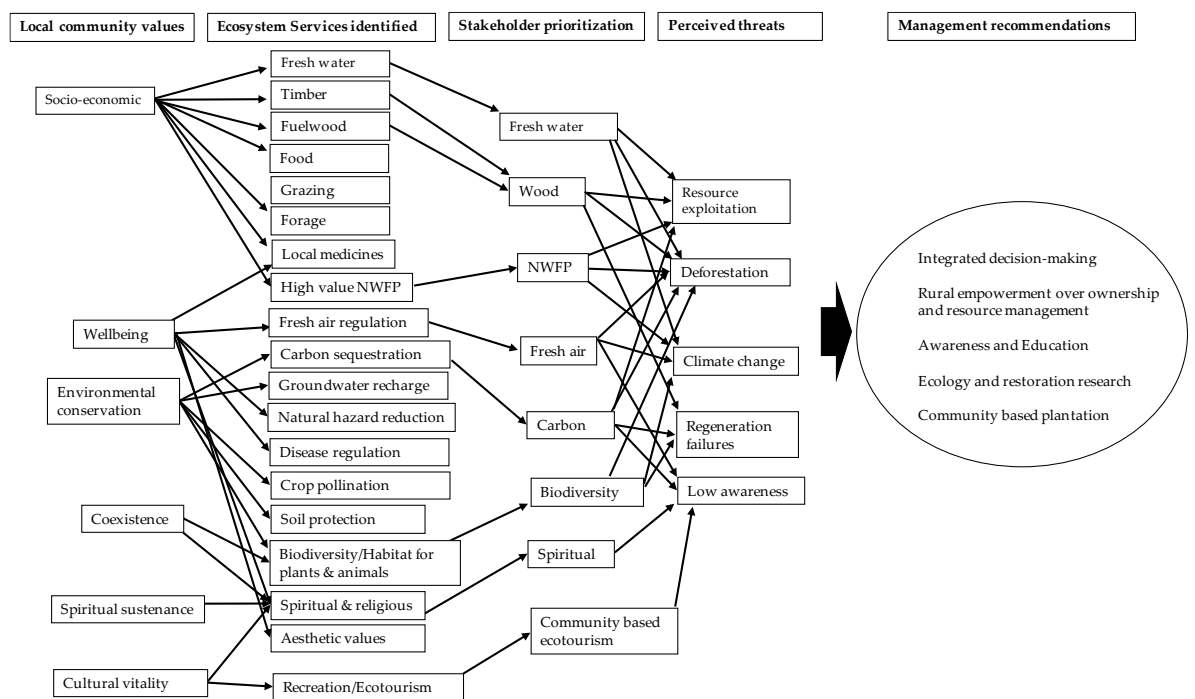 Local community values
Ecosystem Services identified
Stakeholder prioritization
Perceived threats
Management recommendations
Socio-economic
Wellbeing
Environmental
conservation
Coexistence
Spiritual sustenance
Cultural vitality
Fresh water
Timber
Fuelwood
Food
Grazing
Forage
Local medicines
High value NWFP
Fresh air regulation
Carbon sequestration
Groundwater recharge
Natural hazard reduction
Disease regulation
Crop pollination
Soil protection
Biodiversity/Habitat for
plants & animals
Spiritual & religious
Aesthetic values
Recreation/Ecotourism
Fresh water
Wood
NWFP
Fresh air
Carbon
Biodiversity
Spiritual
Community based
ecotourism
Resource
exploitation
Deforestation
Climate change
Regeneration
failures
Low awareness
Integrated decision-making
Rural empowerment over ownership
and resource management
Awareness and Education
Ecology and restoration research
Community based plantation